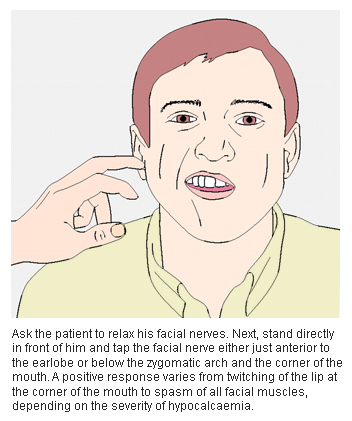 Ask the patient to relax his facial nerves. Next, stand directly
in front of him and tap the facial nerve either just anterior to
the earlobe or below the zygomatic arch and the corner of the
mouth. A positive response varies from twitching of the lip at
the corner of the mouth to spasm of all facial muscles,
depending on the severity of hypocalcaemia.